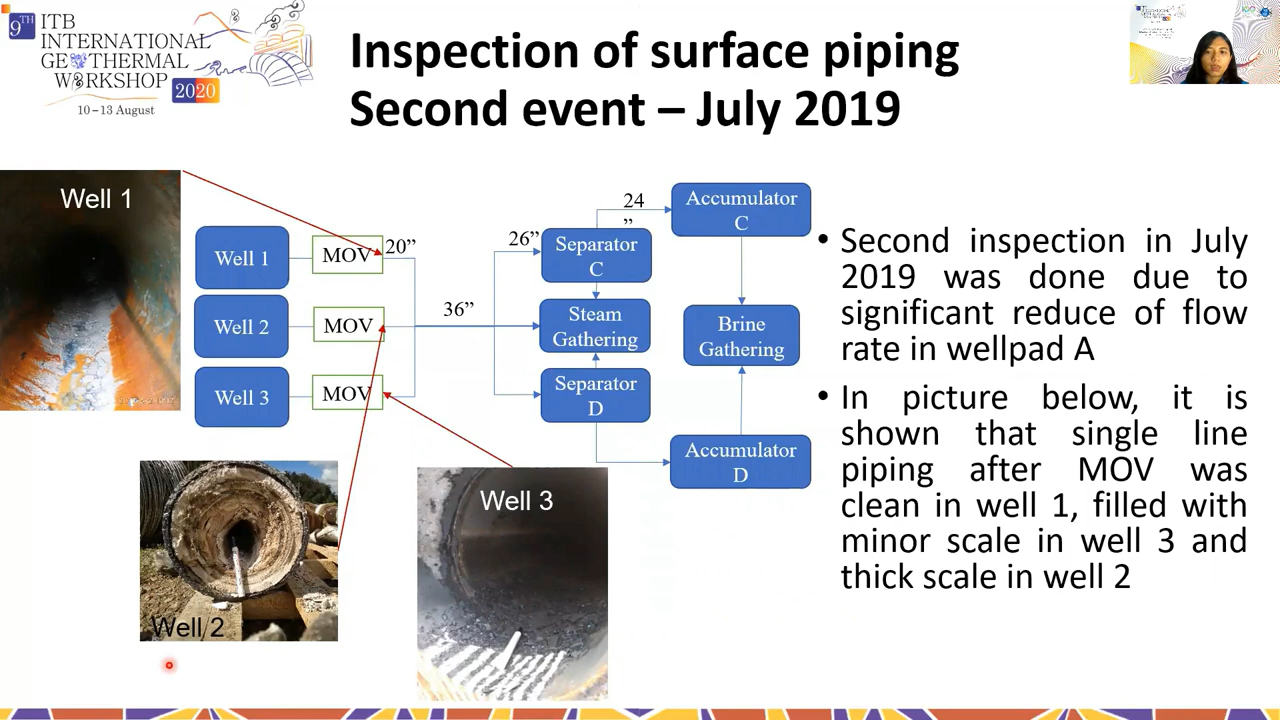 9TH
ITB
INTERNATIONAL
GEOTHERMAL
WORKSHOP
2020
10 – 13 August
Inspection of surface piping
Second event – July 2019
Well 1
Well 1
MOV
20”
Well 2
MOV
Well 3
MOV
36”
26”
24
”
Separator
C
Steam
Gathering
Separator
D
Accumulator
C
Brine
Gathering
Accumulator
D
Well 2
Well 3
• Second inspection in July
2019 was done due to
significant reduce of flow
rate in wellpad A
• In picture below, it is
shown that single line
piping after MOV was
clean in well 1, filled with
minor scale in well 3 and
thick scale in well 2